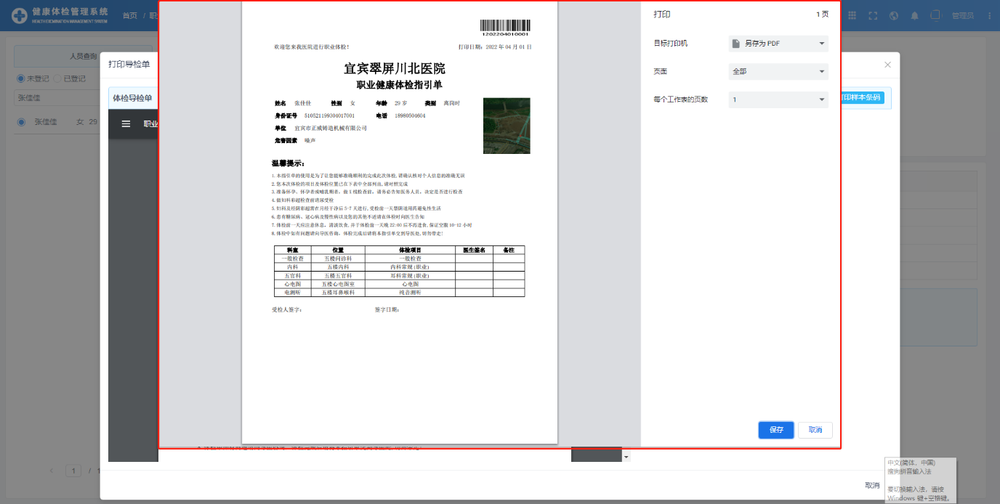 健康体检管理系统
HEALTH EXAMINATION MANAGEMENT SYSTEM
首页 / 职业
管理员
人员查询
未登记 已登记
张佳佳
张佳佳 女 29
1 / 1
打印导检单
体检导检单
打印样本条码
职业
1202204010001
欢迎您来我医院进行职业体检!
打印日期: 2022 年 04 月 01 日
宜宾翠屏川北医院
职业健康体检指引单
姓名 张佳佳 性别 女 年龄 29 岁 类别 离岗时
身份证号 510521199304017001 电话 18980504604
单位 宜宾市正威铸造机械有限公司
危害因素 噪声
温馨提示:
1.本指引单的使用是为了让您能够准确顺利的完成此次体检,请确认核对个人信息的准确无误
2.您本次体检的项目及体检位置已在下表中全部列出,请对照完成
3.准备怀孕、怀孕者或哺乳期者, 做X线检查前, 请务必告知医务人员, 决定是否进行检查
4.做妇科彩超检查前请憋受检
5.妇科及经阴彩超需在月经干净后 5-7 天进行,受检前一天禁阴道用药避免性生活
6.患有糖尿病、冠心病及慢性病以及您的其他不适请在体检时向医生告知
7.体检前一天应注意休息, 清淡饮食,并于体检前一天晚 22:00 后不再进食,保证空腹 10-12 小时
8.体检中如有问题请向导医咨询, 体检完成后请将本指引单交到导医处,切勿带走!
科室 位置 体检项目 医生签名 备注
一般检查 五楼问诊科 一般检查
内科 五楼内科 内科常规(职业)
五官科 五楼五官科 耳科常规(职业)
心电图 五楼心电图室 心电图
电测听 五楼耳鼻喉科 纯音测听
受检人签字: 签字日期:
打印 1 页
目标打印机 另存为 PDF
页面 全部
每个工作表的页数 1
保存 取消
取消
中文(简体, 中国)
搜狗拼音输入法
要切换输入法, 请按
Windows 键+空格键。